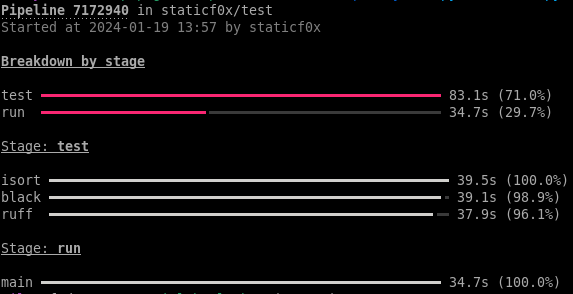 Pipeline 7172940 in staticf0x/test
Started at 2024-01-19 13:57 by staticf0x
Breakdown by stage
test 83.1s (71.0%)
run 34.7s (29.7%)
Stage: test
isort 39.5s (100.0%)
black 39.1s (98.9%)
ruff 37.9s (96.1%)
Stage: run
main 34.7s (100.0%)